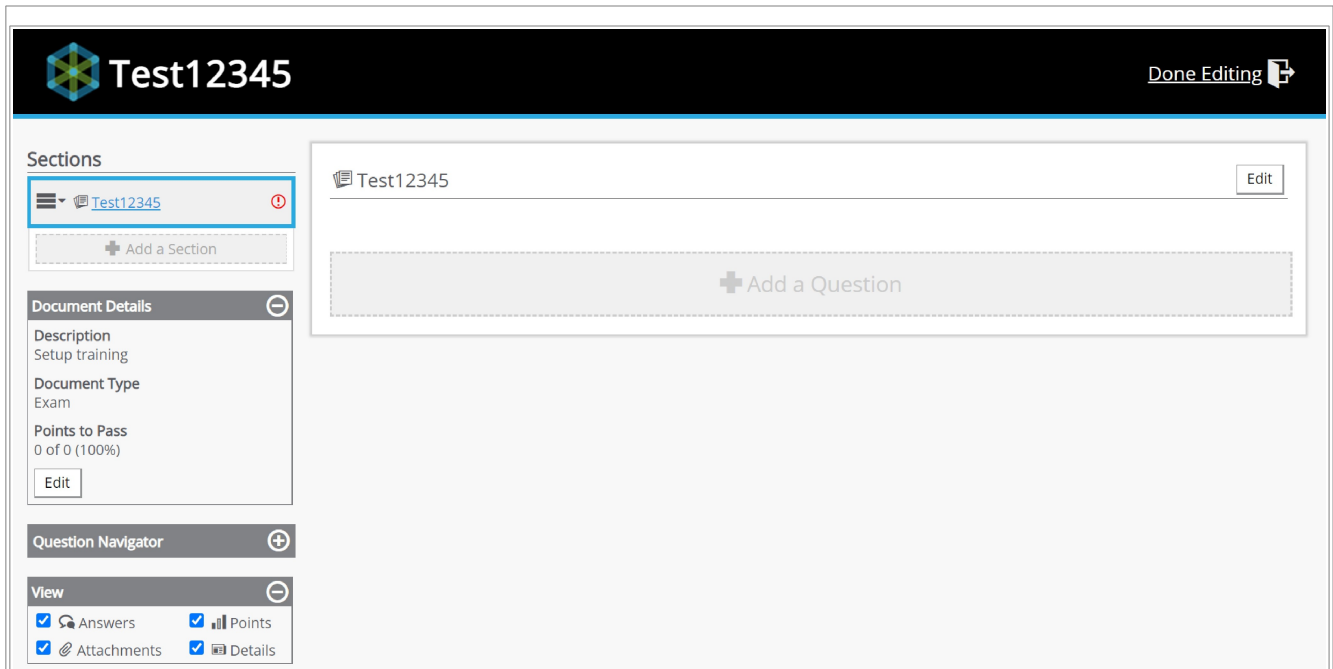 Test12345
Done Editing
Sections
Test12345
Add a Section
Document Details
Description
Setup training
Document Type
Exam
Points to Pass
0 of 0 (100%)
Edit
Question Navigator
View
Answers Points
Attachments Details
Test12345 Edit
Add a Question